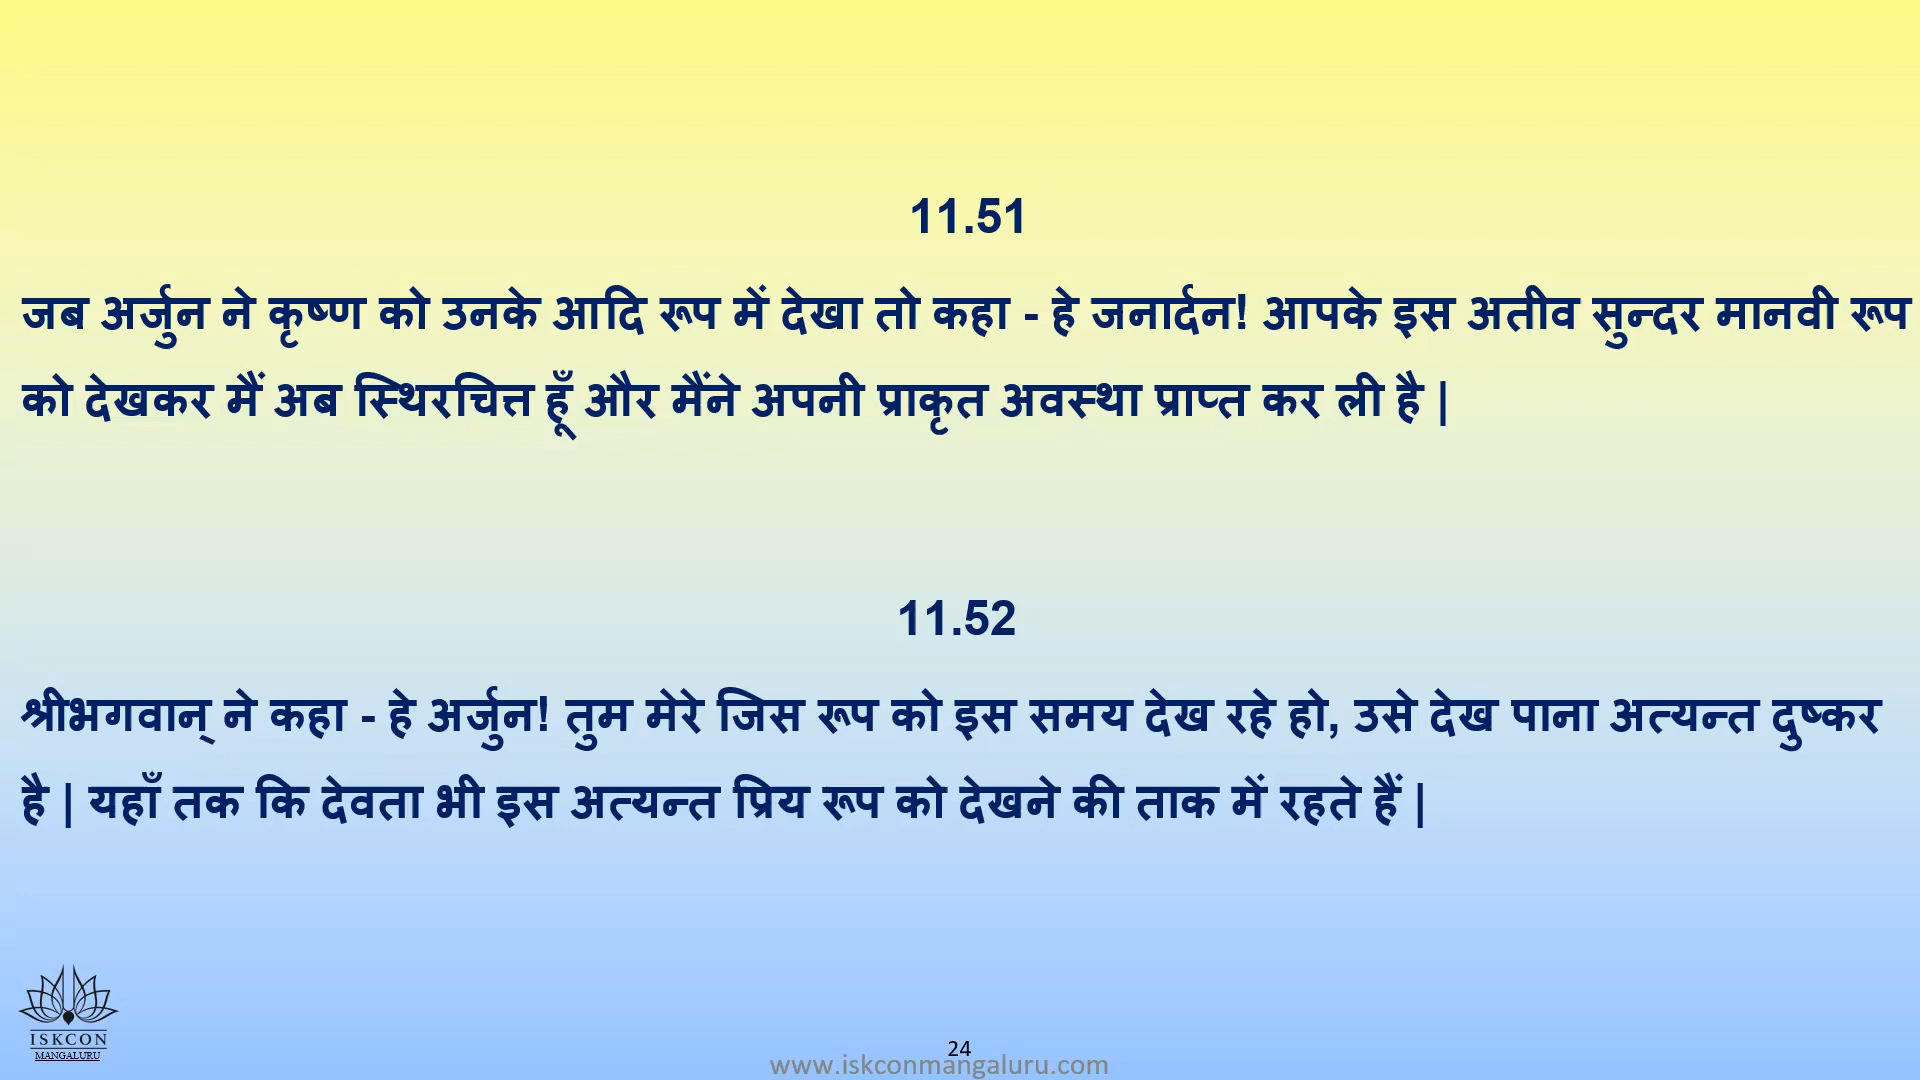 11.51
जब अर्जुन ने कृष्ण को उनके आदि रूप में देखा तो कहा - हे जनार्दन! आपके इस अतीव सुन्दर मानवी रूप
को देखकर मैं अब स्थिरचित्त हूँ और मैंने अपनी प्राकृत अवस्था प्राप्त कर ली है |
11.52
श्रीभगवान् ने कहा - हे अर्जुन! तुम मेरे जिस रूप को इस समय देख रहे हो, उसे देख पाना अत्यन्त दुष्कर
है | यहाँ तक कि देवता भी इस अत्यन्त प्रिय रूप को देखने की ताक में रहते हैं |
ISKCON
MANGALURU
24
www.iskconmangaluru.com